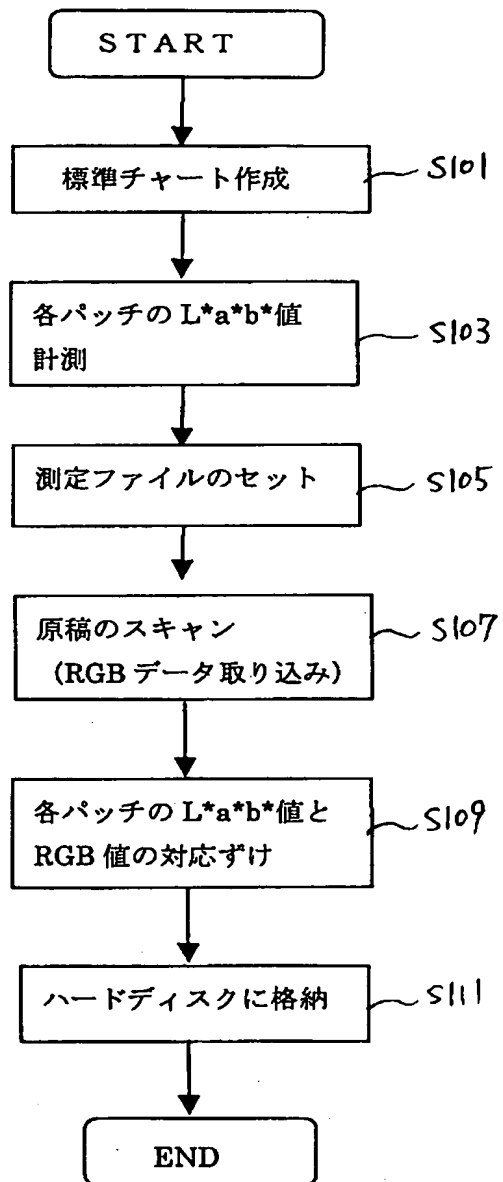 START
標準チャート作成
S101
各パッチの L*a*b*値
計測
S103
測定ファイルのセット
S105
原稿のスキャン
(RGB データ取り込み)
S107
各パッチの L*a*b*値と
RGB 値の対応ずけ
S109
ハードディスクに格納
S111
END